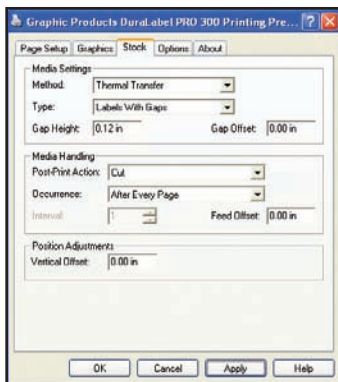 Graphic Products DuraLabel PRO 300 Printing Pre...
Page Setup Graphics Stock Options About
Media Settings
Method: Thermal Transfer
Type: Labels With Gaps
Gap Height: 0.12 in Gap Offset: 0.00 in
Media Handling
Post-Print Action: Cut
Occurrence: After Every Page
Interval: 1 Feed Offset: 0.00 in
Position Adjustments
Vertical Offset: 0.00 in
OK Cancel Apply Help